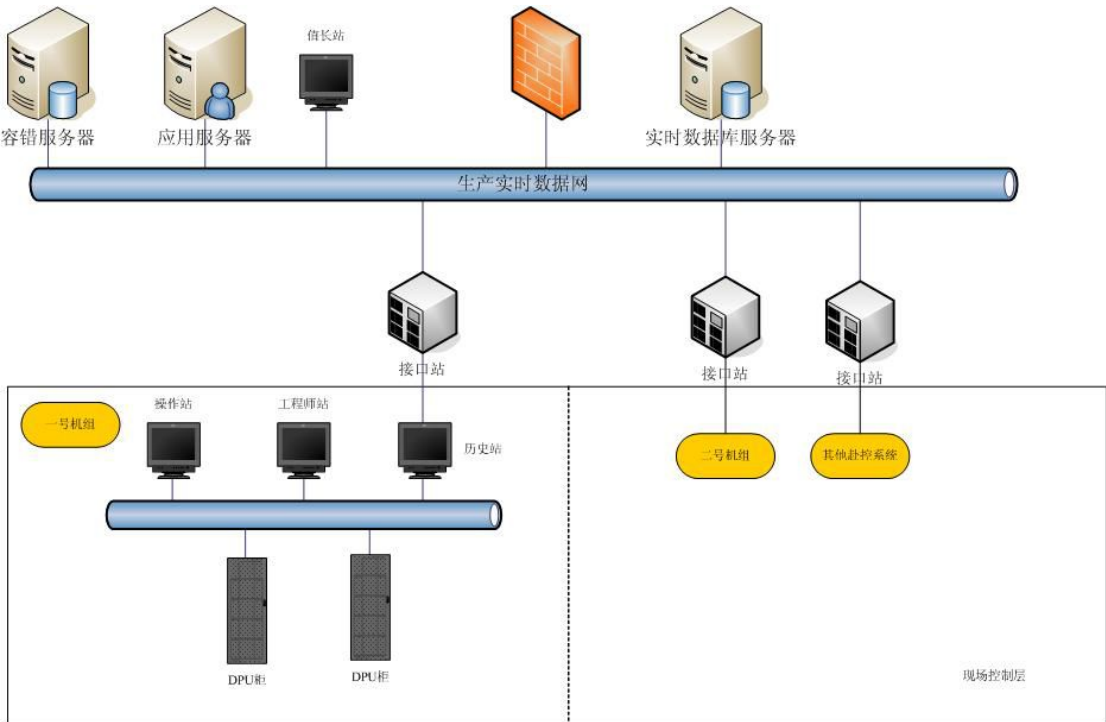 值长站
容错服务器
应用服务器
实时数据库服务器
生产实时数据网
接口站
接口站
接口站
一号机组
操作站
工程师站
历史站
二号机组
其他赴控系统
DPU柜
DPU柜
现场控制层